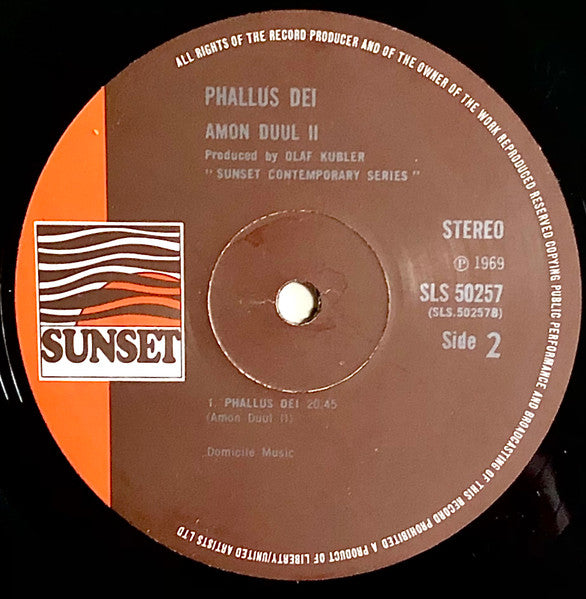 ALL RIGHTS OF THE RECORD PRODUCER AND OF THE OWNER OF THE WORK REPRODUCED RESERVED COPYING PUBLIC PERFORMANCE AND BROADCASTING OF THIS RECORD PROHIBITED A PRODUCT OF LIBERTY/UNITED ARTISTS LTD
PHALLUS DEI
AMON DUUL II
Produced by OLAF KUBLER
"SUNSET CONTEMPORARY SERIES"
STEREO
Ⓟ 1969
SLS 50257
(SLS.50257B)
Side 2
SUNSET
1. PHALLUS DEI 20.45
(Amon Duul II)
Domicile Music